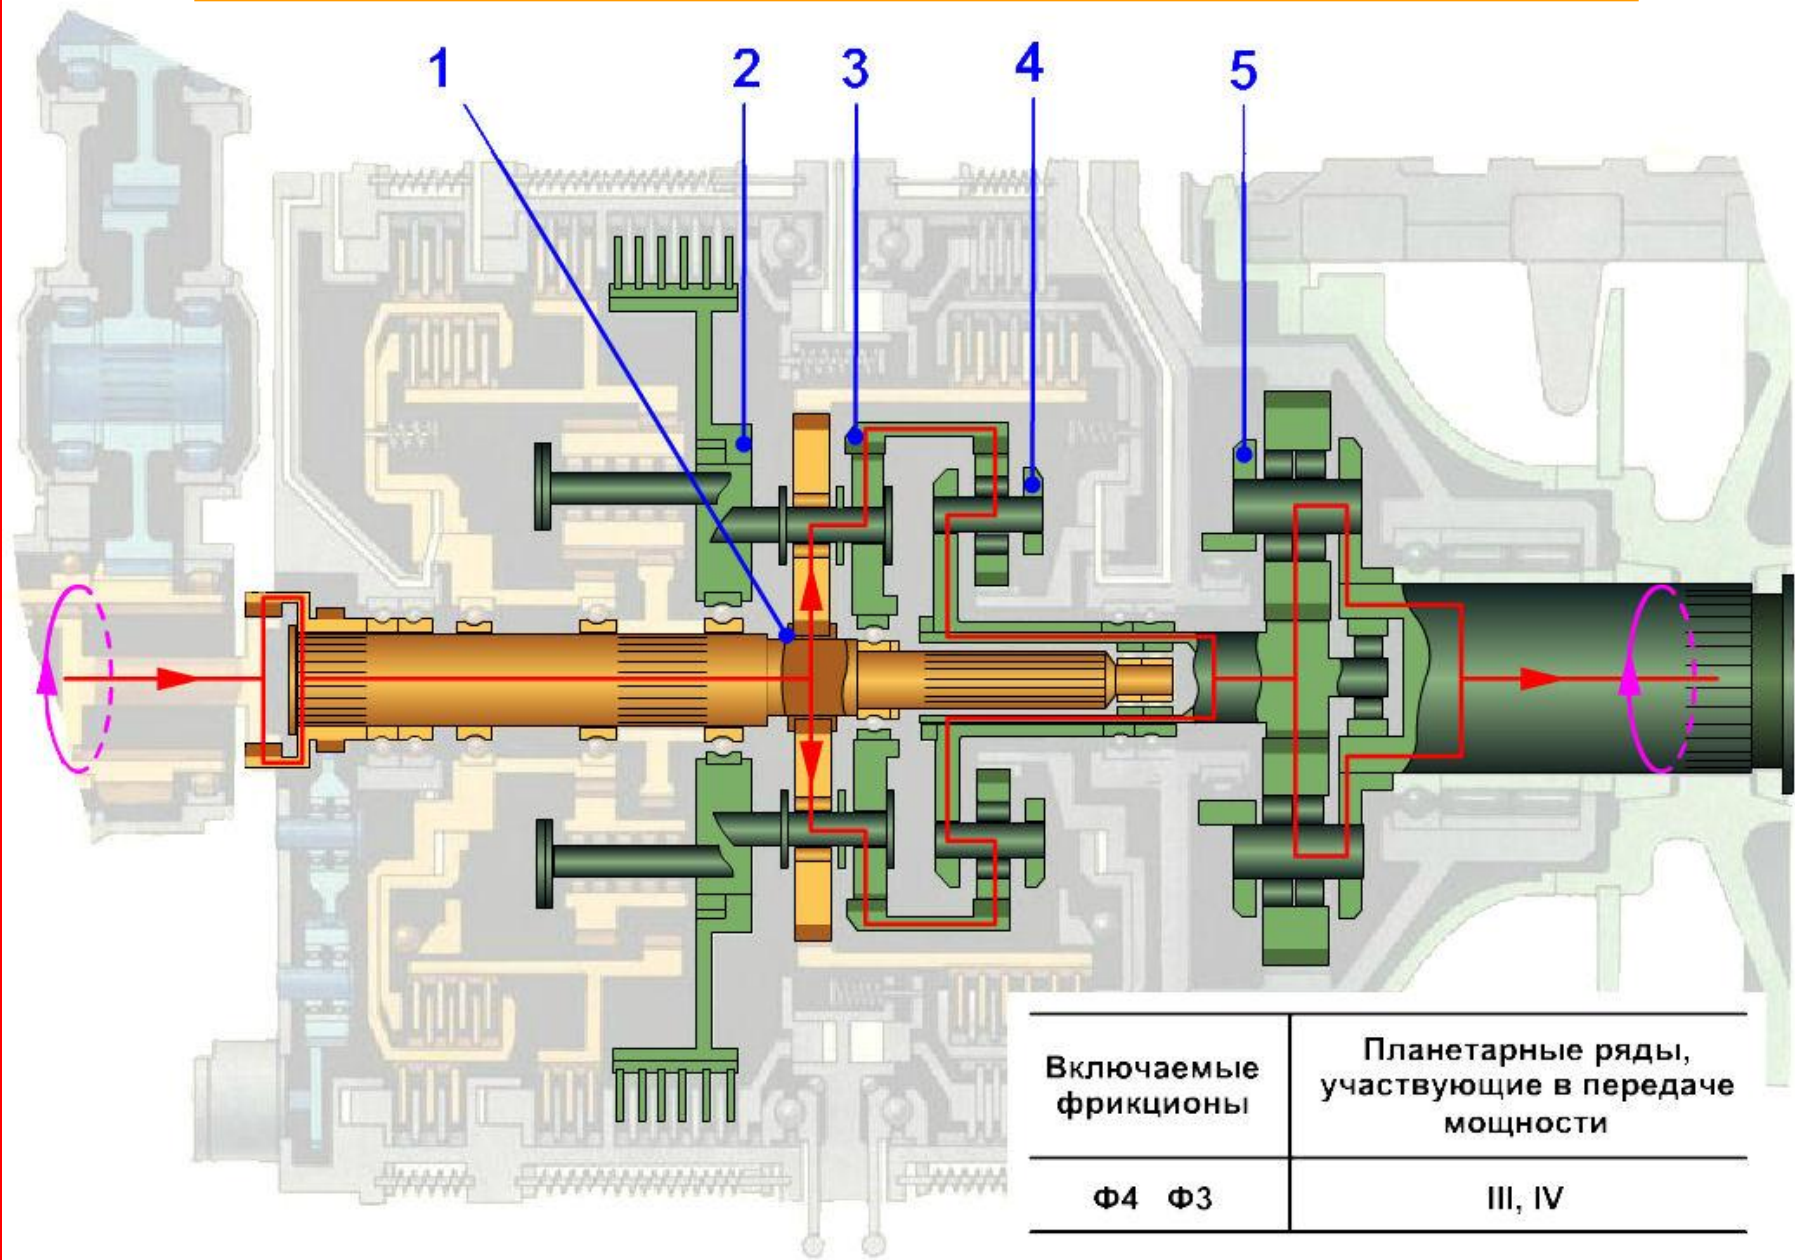 1 2 3 4 5
Включаемые
фрикционы
Планетарные ряды,
участвующие в передаче
мощности
Ф4 Ф3
III, IV